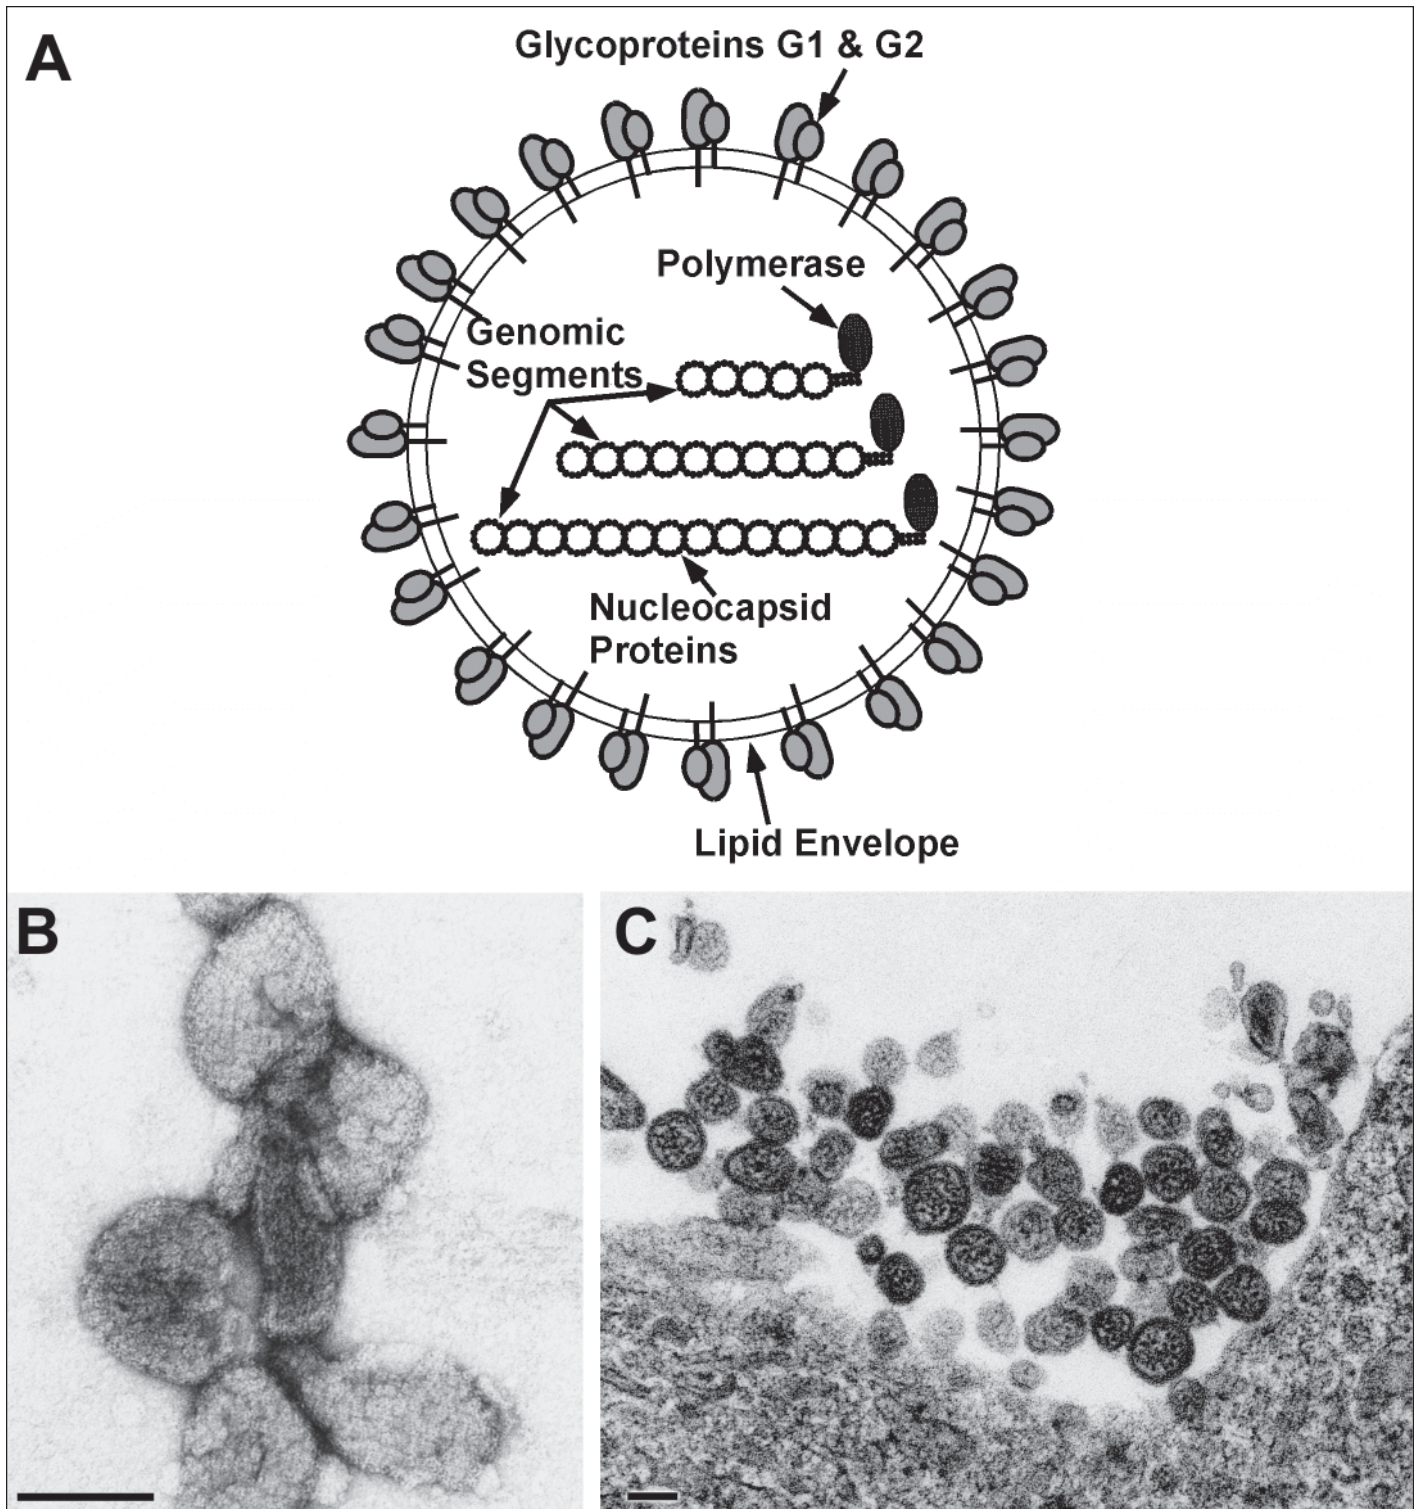 A
Glycoproteins G1 & G2
Polymerase
Genomic
Segments
Nucleocapsid
Proteins
Lipid Envelope
B
C